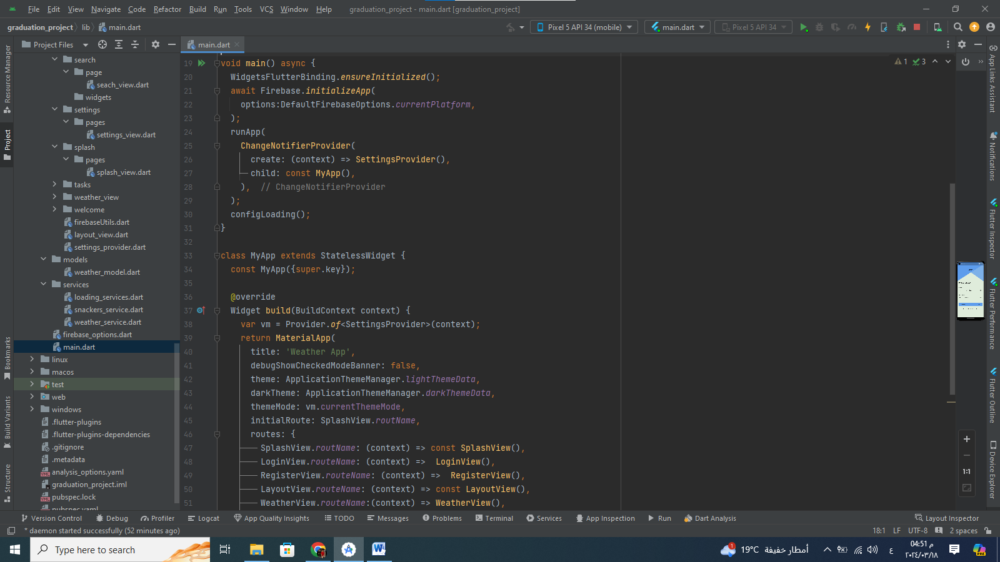 File Edit View Navigate Code Refactor Build Run Tools VCS Window Help graduation_project - main.dart [graduation_project]
graduation_project lib main.dart Pixel 5 API 34 (mobile) main.dart Pixel 5 API 34
Project Files main.dart
search
page
seach_view.dart
widgets
settings
pages
settings_view.dart
splash
pages
splash_view.dart
tasks
weather_view
welcome
firebaseUtils.dart
layout_view.dart
settings_provider.dart
models
weather_model.dart
services
loading_services.dart
snackers_service.dart
weather_service.dart
firebase_options.dart
main.dart
linux
macos
test
web
windows
.flutter-plugins
.flutter-plugins-dependencies
.gitignore
.metadata
analysis_options.yaml
graduation_project.iml
pubspec.lock
pubspec.yaml
19 void main() async {
20 WidgetsFlutterBinding.ensureInitialized();
21 await Firebase.initializeApp(
22 options:DefaultFirebaseOptions.currentPlatform,
23 );
24 runApp(
25 ChangeNotifierProvider(
26 create: (context) => SettingsProvider(),
27 child: const MyApp(),
28 ), // ChangeNotifierProvider
29 );
30 configLoading();
31 }
32
33 class MyApp extends StatelessWidget {
34 const MyApp({super.key});
35
36 @override
37 Widget build(BuildContext context) {
38 var vm = Provider.of<SettingsProvider>(context);
39 return MaterialApp(
40 title: 'Weather App',
41 debugShowCheckedModeBanner: false,
42 theme: ApplicationThemeManager.lightThemeData,
43 darkTheme: ApplicationThemeManager.darkThemeData,
44 themeMode: vm.currentThemeMode,
45 initialRoute: SplashView.routName,
46 routes: {
47 SplashView.routName: (context) => const SplashView(),
48 LoginView.routeName: (context) => LoginView(),
49 RegisterView.routeName: (context) => RegisterView(),
50 LayoutView.routeName: (context) => const LayoutView(),
51 WeatherView.routeName:(context) => WeatherView(),
1 3
1:1
Resource Manager
Project
Bookmarks
Build Variants
Structure
App Links Assistant
Notifications
Flutter Inspector
Flutter Performance
Flutter Outline
Device Explorer
Version Control Debug Profiler Logcat App Quality Insights TODO Messages Problems Terminal Services App Inspection Run Dart Analysis Layout Inspector
* daemon started successfully (52 minutes ago) 18:1 LF UTF-8 2 spaces
Type here to search 1 19°C أمطار خفيفة ع 04:51 م
٢٠٢٤/٠٣/١٨